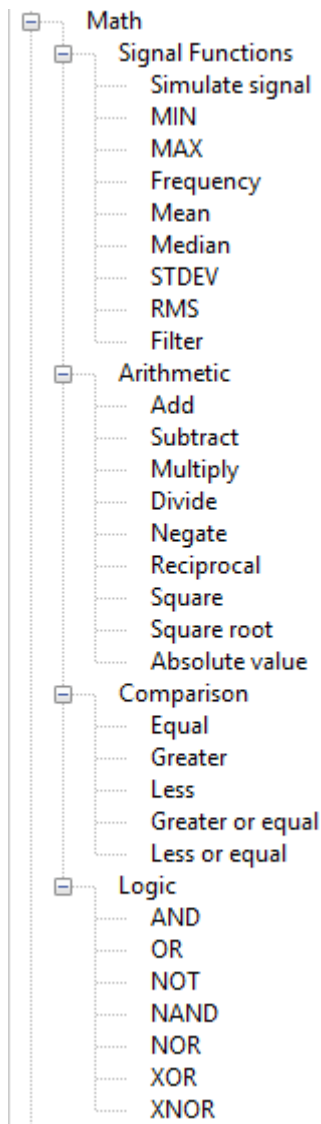 Math
Signal Functions
Simulate signal
MIN
MAX
Frequency
Mean
Median
STDEV
RMS
Filter
Arithmetic
Add
Subtract
Multiply
Divide
Negate
Reciprocal
Square
Square root
Absolute value
Comparison
Equal
Greater
Less
Greater or equal
Less or equal
Logic
AND
OR
NOT
NAND
NOR
XOR
XNOR